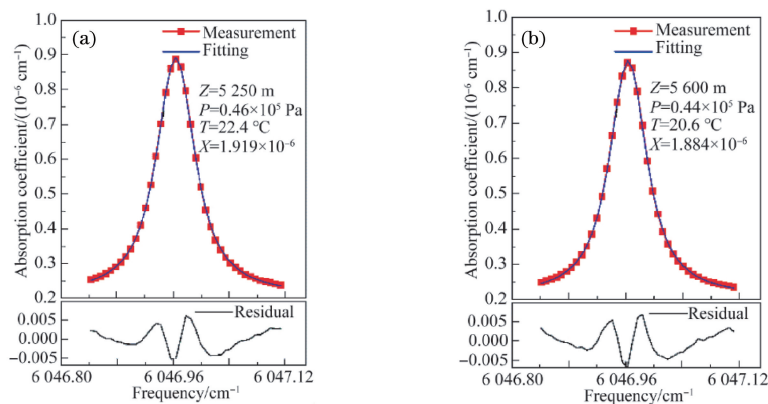 (a)
Measurement
Fitting
Z=5 250 m
P=0.46×10⁵ Pa
T=22.4 ℃
X=1.919×10⁻⁶
Absorption coefficient/(10⁻⁶ cm⁻¹)
1.0
0.9
0.8
0.7
0.6
0.5
0.4
0.3
0.2
Residual
0.005
0.000
−0.005
6 046.80 6 046.96 6 047.12
Frequency/cm⁻¹
(b)
Measurement
Fitting
Z=5 600 m
P=0.44×10⁵ Pa
T=20.6 ℃
X=1.884×10⁻⁶
Absorption coefficient/(10⁻⁶ cm⁻¹)
1.0
0.9
0.8
0.7
0.6
0.5
0.4
0.3
0.2
Residual
0.005
0.000
−0.005
6 046.80 6 046.96 6 047.12
Frequency/cm⁻¹